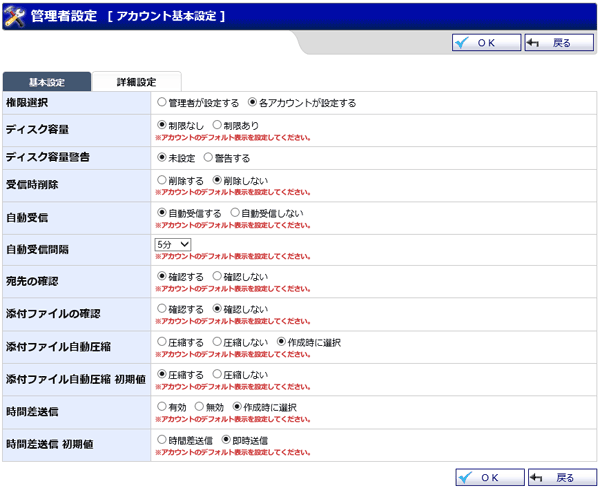 管理者設定 [ アカウント基本設定 ]
OK 戻る
基本設定 詳細設定
権限選択 管理者が設定する 各アカウントが設定する
ディスク容量 制限なし 制限あり
※アカウントのデフォルト表示を設定してください。
ディスク容量警告 未設定 警告する
受信時削除 削除する 削除しない
※アカウントのデフォルト表示を設定してください。
自動受信 自動受信する 自動受信しない
※アカウントのデフォルト表示を設定してください。
自動受信間隔 5分
※アカウントのデフォルト表示を設定してください。
宛先の確認 確認する 確認しない
※アカウントのデフォルト表示を設定してください。
添付ファイルの確認 確認する 確認しない
※アカウントのデフォルト表示を設定してください。
添付ファイル自動圧縮 圧縮する 圧縮しない 作成時に選択
※アカウントのデフォルト表示を設定してください。
添付ファイル自動圧縮 初期値 圧縮する 圧縮しない
※アカウントのデフォルト表示を設定してください。
時間差送信 有効 無効 作成時に選択
※アカウントのデフォルト表示を設定してください。
時間差送信 初期値 時間差送信 即時送信
※アカウントのデフォルト表示を設定してください。
OK 戻る